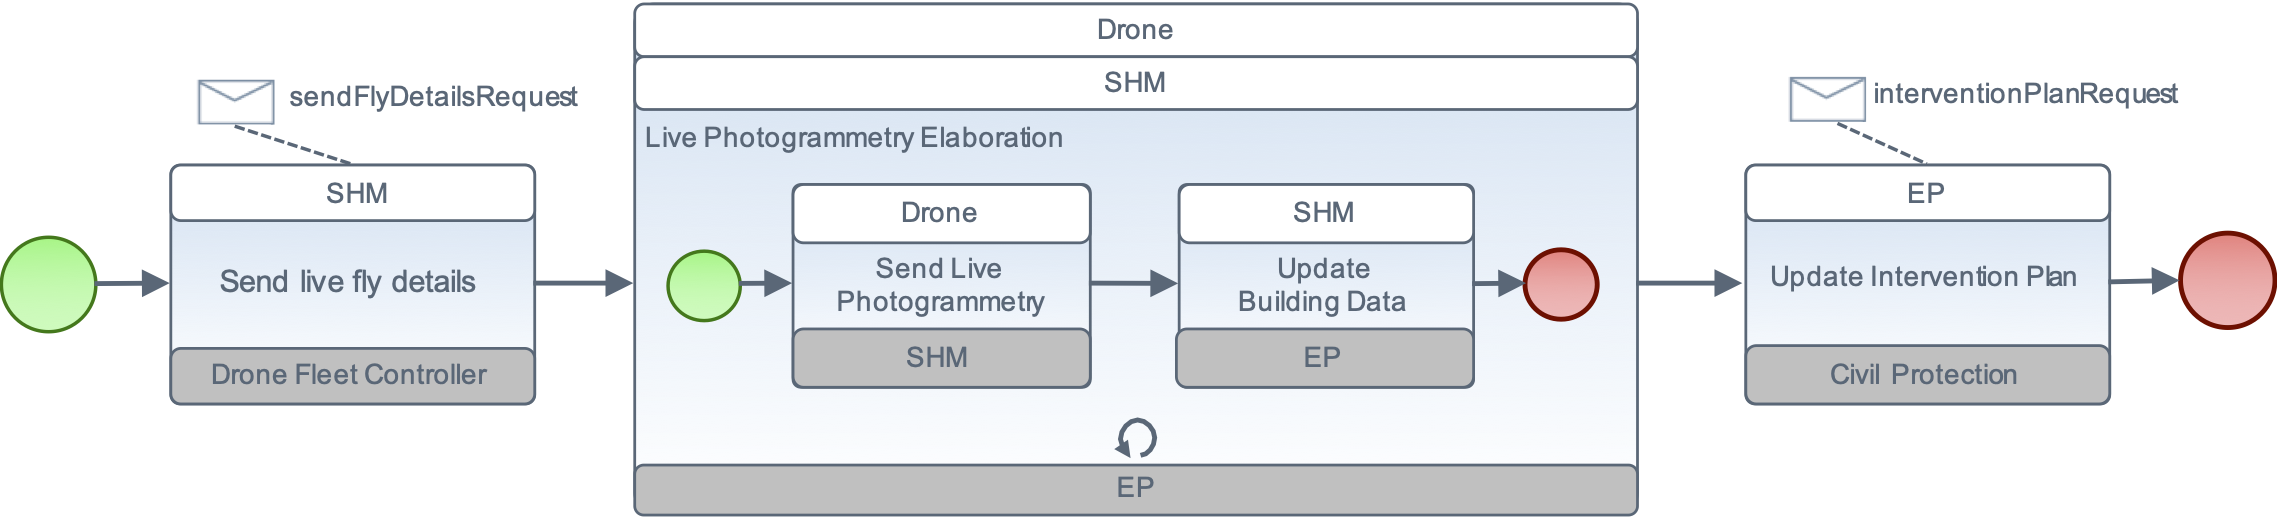 sendFlyDetailsRequest
SHM
Send live fly details
Drone Fleet Controller
Drone
SHM
Live Photogrammetry Elaboration
Drone
Send Live
Photogrammetry
SHM
SHM
Update
Building Data
EP
EP
interventionPlanRequest
EP
Update Intervention Plan
Civil Protection